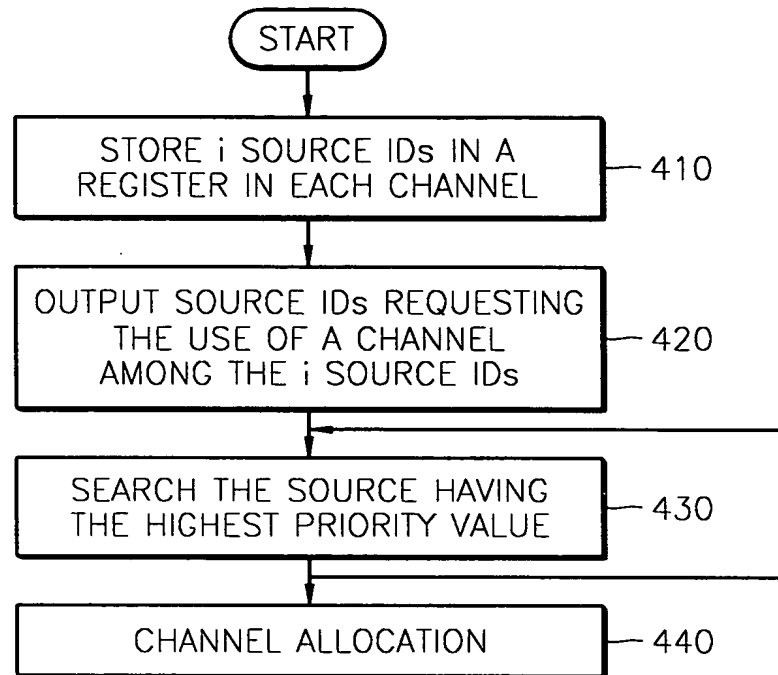 START
STORE i SOURCE IDs IN A
REGISTER IN EACH CHANNEL
410
OUTPUT SOURCE IDs REQUESTING
THE USE OF A CHANNEL
AMONG THE i SOURCE IDs
420
SEARCH THE SOURCE HAVING
THE HIGHEST PRIORITY VALUE
430
CHANNEL ALLOCATION
440